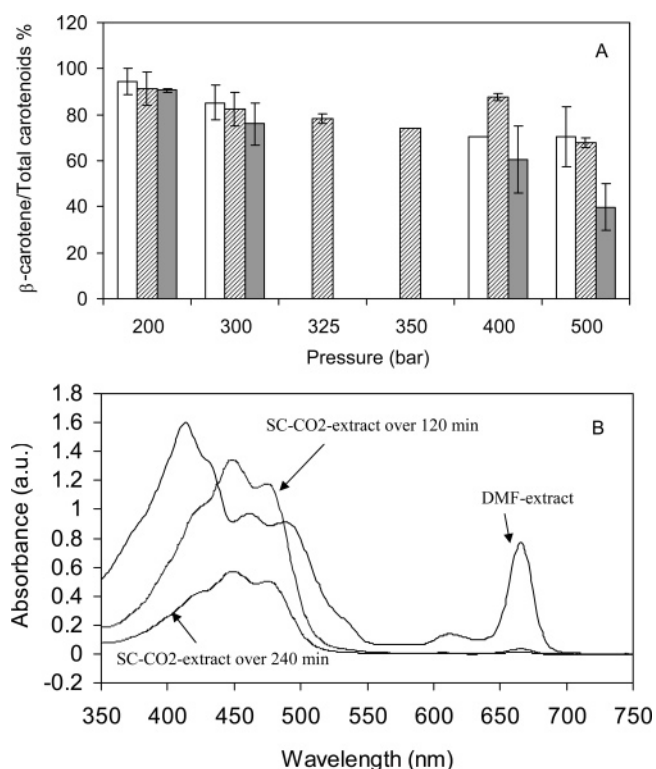 A
β-carotene/Total carotenoids %
120
100
80
60
40
20
0
200 300 325 350 400 500
Pressure (bar)
B
Absorbance (a.u.)
1.8
1.6
1.4
1.2
1
0.8
0.6
0.4
0.2
0
-0.2
SC-CO2-extract over 120 min
DMF-extract
SC-CO2-extract over 240 min
350 400 450 500 550 600 650 700 750
Wavelength (nm)